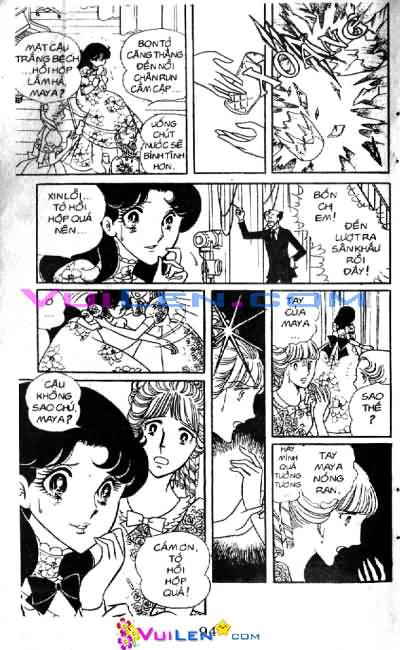 MẶT CẬU
TRẮNG BỆCH
...HỒI HỘP
LẮM HẢ,
MAYA?
BỌN TỚ
CĂNG THẲNG
ĐẾN NỖI
CHÂN RUN
CẦM CẬP...
UỐNG
CHÚT
NƯỚC SẼ
BÌNH TĨNH
HƠN.
XOẢNG
XIN LỖI...
TỚ HỒI
HỘP QUÁ
NÊN...
BỐN
CHỊ
EM!
ĐẾN
LƯỢT RA
SÂN KHẤU
RỒI
ĐẤY!
VUILEN.COM
TAY
CỦA
MAYA
...
SAO
THẾ
?
CẬU
KHÔNG
SAO CHỨ,
MAYA?
CÁM ƠN,
TỚ
HỒI
HỘP
QUÁ!
TAY
MAYA
NÓNG
RAN.
HAY
MÌNH
QUÁ
TƯỞNG
TƯỢNG
VUILEN.COM